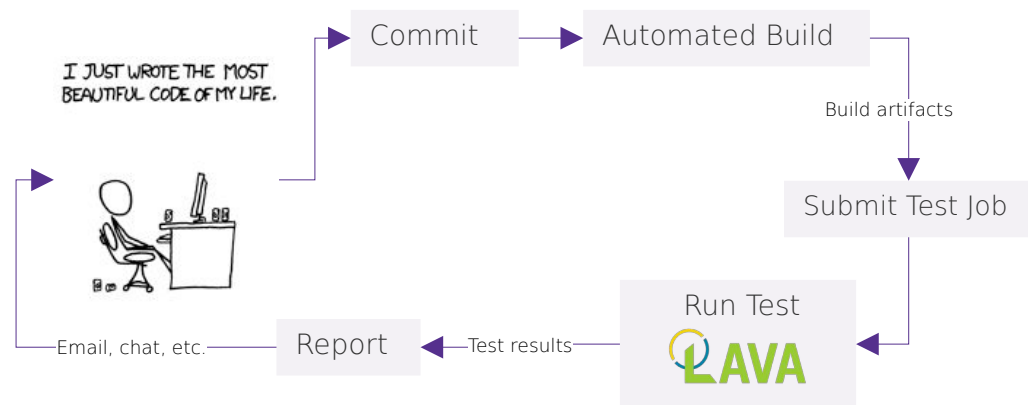 Commit
Automated Build
I JUST WROTE THE MOST
BEAUTIFUL CODE OF MY LIFE.
Build artifacts
Submit Test Job
Run Test
LAVA
Test results
Report
Email, chat, etc.